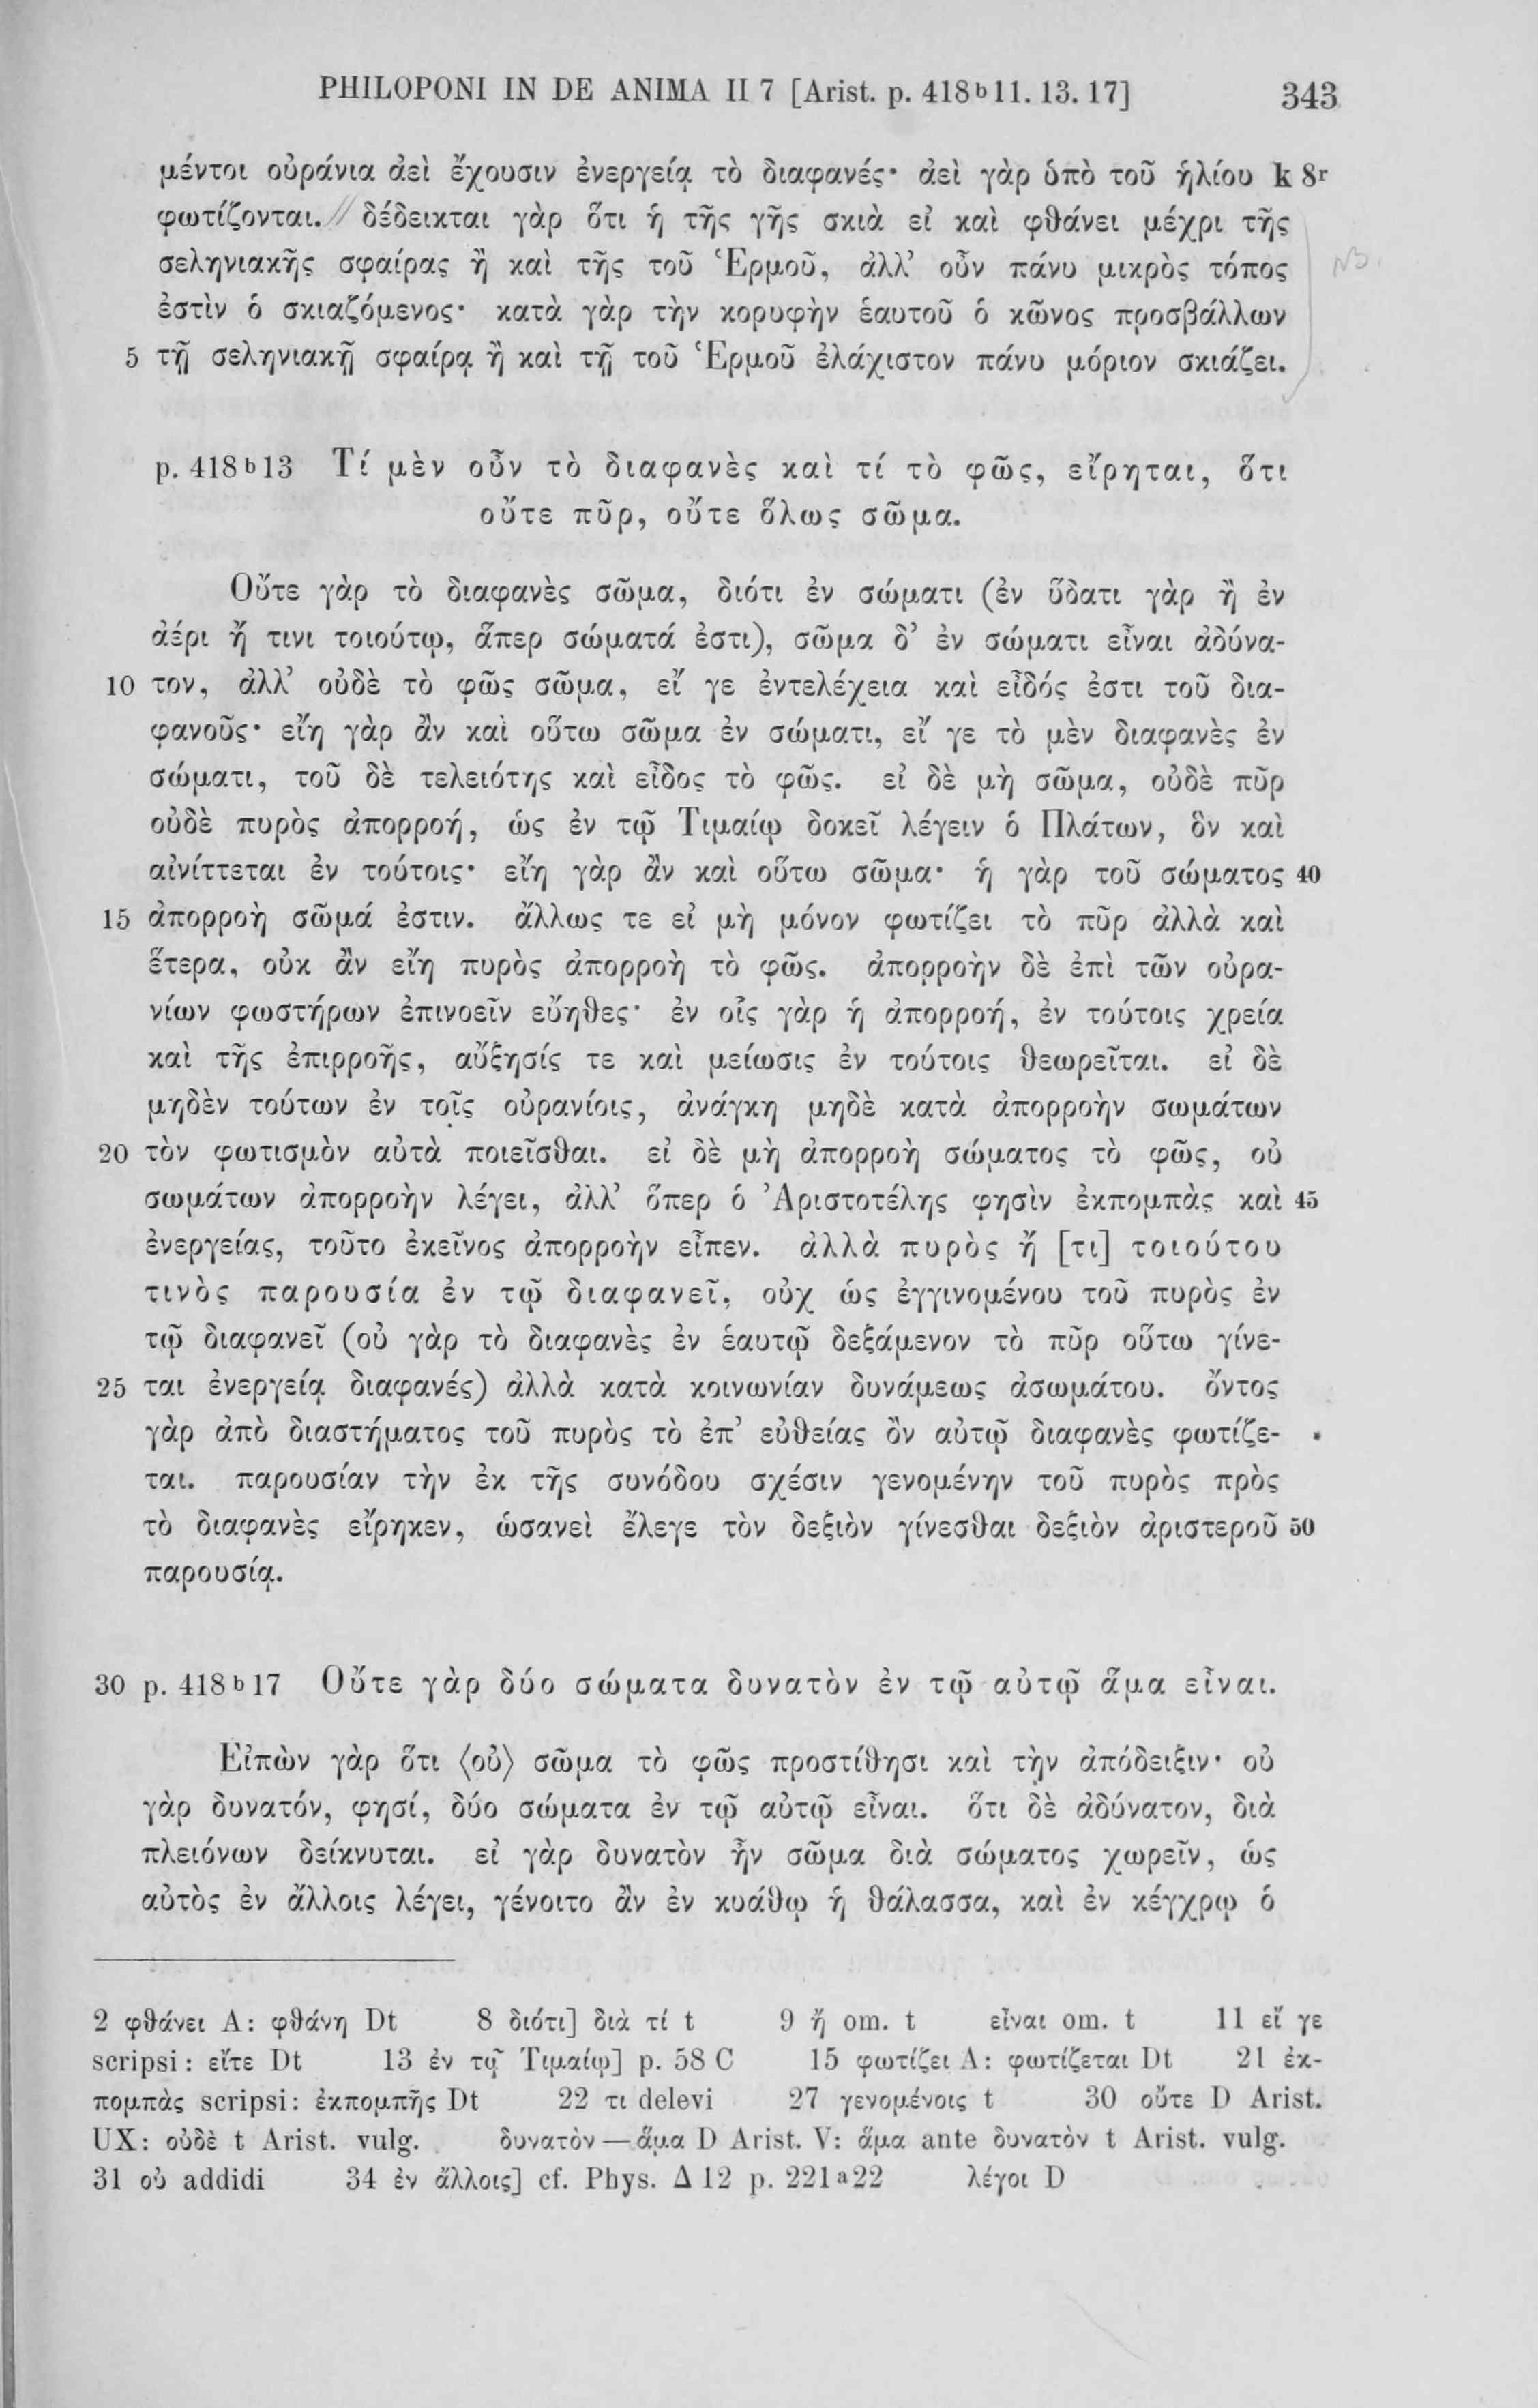 PHILOPONI IN DE ANIMA II 7 [Arist. p. 418 b 11. 13. 17] 343
μέντοι οὐράνια ἀεὶ ἔχουσιν ἐνεργείᾳ τὸ διαφανές· ἀεὶ γὰρ ὑπὸ τοῦ ἡλίου k 8r
φωτίζονται. // δέδεικται γὰρ ὅτι ἡ τῆς γῆς σκιὰ εἰ καὶ φθάνει μέχρι τῆς
σεληνιακῆς σφαίρας ἢ καὶ τῆς τοῦ Ἑρμοῦ, ἀλλ’ οὖν πάνυ μικρὸς τόπος NB.
ἐστὶν ὁ σκιαζόμενος· κατὰ γὰρ τὴν κορυφὴν ἑαυτοῦ ὁ κῶνος προσβάλλων
5 τῇ σεληνιακῇ σφαίρᾳ ἢ καὶ τῇ τοῦ Ἑρμοῦ ἐλάχιστον πάνυ μόριον σκιάζει.
p. 418 b 13 Τί μὲν οὖν τὸ διαφανὲς καὶ τί τὸ φῶς, εἴρηται, ὅτι
οὔτε πῦρ, οὔτε ὅλως σῶμα.
Οὔτε γὰρ τὸ διαφανὲς σῶμα, διότι ἐν σώματι (ἐν ὕδατι γὰρ ἢ ἐν
ἀέρι ἤ τινι τοιούτῳ, ἅπερ σώματά ἐστι), σῶμα δ’ ἐν σώματι εἶναι ἀδύνα-
10 τον, ἀλλ’ οὐδὲ τὸ φῶς σῶμα, εἴ γε ἐντελέχεια καὶ εἶδός ἐστι τοῦ δια-
φανοῦς· εἴη γὰρ ἂν καὶ οὕτω σῶμα ἐν σώματι, εἴ γε τὸ μὲν διαφανὲς ἐν
σώματι, τοῦ δὲ τελειότης καὶ εἶδος τὸ φῶς. εἰ δὲ μὴ σῶμα, οὐδὲ πῦρ
οὐδὲ πυρὸς ἀπορροή, ὡς ἐν τῷ Τιμαίῳ δοκεῖ λέγειν ὁ Πλάτων, ὃν καὶ
αἰνίττεται ἐν τούτοις· εἴη γὰρ ἂν καὶ οὕτω σῶμα· ἡ γὰρ τοῦ σώματος 40
15 ἀπορροὴ σῶμά ἐστιν. ἄλλως τε εἰ μὴ μόνον φωτίζει τὸ πῦρ ἀλλὰ καὶ
ἕτερα, οὐκ ἂν εἴη πυρὸς ἀπορροὴ τὸ φῶς. ἀπορροὴν δὲ ἐπὶ τῶν οὐρα-
νίων φωστήρων ἐπινοεῖν εὔηθες· ἐν οἷς γὰρ ἡ ἀπορροή, ἐν τούτοις χρεία
καὶ τῆς ἐπιρροῆς, αὔξησίς τε καὶ μείωσις ἐν τούτοις θεωρεῖται. εἰ δὲ
μηδὲν τούτων ἐν τοῖς οὐρανίοις, ἀνάγκη μηδὲ κατὰ ἀπορροὴν σωμάτων
20 τὸν φωτισμὸν αὐτὰ ποιεῖσθαι. εἰ δὲ μὴ ἀπορροὴ σώματος τὸ φῶς, οὐ
σωμάτων ἀπορροὴν λέγει, ἀλλ’ ὅπερ ὁ Ἀριστοτέλης φησὶν ἐκπομπὰς καὶ 45
ἐνεργείας, τοῦτο ἐκεῖνος ἀπορροὴν εἶπεν. ἀλλὰ πυρὸς ἤ [τι] τοιούτου
τινὸς παρουσία ἐν τῷ διαφανεῖ, οὐχ ὡς ἐγγινομένου τοῦ πυρὸς ἐν
τῷ διαφανεῖ (οὐ γὰρ τὸ διαφανὲς ἐν ἑαυτῷ δεξάμενον τὸ πῦρ οὕτω γίνε-
25 ται ἐνεργείᾳ διαφανές) ἀλλὰ κατὰ κοινωνίαν δυνάμεως ἀσωμάτου. ὄντος
γὰρ ἀπὸ διαστήματος τοῦ πυρὸς τὸ ἐπ’ εὐθείας ὂν αὐτῷ διαφανὲς φωτίζε-
ται. παρουσίαν τὴν ἐκ τῆς συνόδου σχέσιν γενομένην τοῦ πυρὸς πρὸς
τὸ διαφανὲς εἴρηκεν, ὡσανεὶ ἔλεγε τὸν δεξιὸν γίνεσθαι δεξιὸν ἀριστεροῦ 50
παρουσίᾳ.
30 p. 418 b 17 Οὔτε γὰρ δύο σώματα δυνατὸν ἐν τῷ αὐτῷ ἅμα εἶναι.
Εἰπὼν γὰρ ὅτι ⟨οὐ⟩ σῶμα τὸ φῶς προστίθησι καὶ τὴν ἀπόδειξιν· οὐ
γὰρ δυνατόν, φησί, δύο σώματα ἐν τῷ αὐτῷ εἶναι. ὅτι δὲ ἀδύνατον, διὰ
πλειόνων δείκνυται. εἰ γὰρ δυνατὸν ἦν σῶμα διὰ σώματος χωρεῖν, ὡς
αὐτὸς ἐν ἄλλοις λέγει, γένοιτο ἂν ἐν κυάθῳ ἡ θάλασσα, καὶ ἐν κέγχρῳ ὁ
2 φθάνει A: φθάνη Dt 8 διότι] διὰ τί t 9 ἤ om. t εἶναι om. t 11 εἴ γε
scripsi: εἴτε Dt 13 ἐν τῷ Τιμαίῳ] p. 58 C 15 φωτίζει A: φωτίζεται Dt 21 ἐκ-
πομπὰς scripsi: ἐκπομπῆς Dt 22 τι delevi 27 γενομένοις t 30 οὔτε D Arist.
UX: οὐδὲ t Arist. vulg. δυνατὸν — ἅμα D Arist. V: ἅμα ante δυνατὸν t Arist. vulg.
31 οὐ addidi 34 ἐν ἄλλοις] cf. Phys. Δ 12 p. 221 a 22 λέγοι D